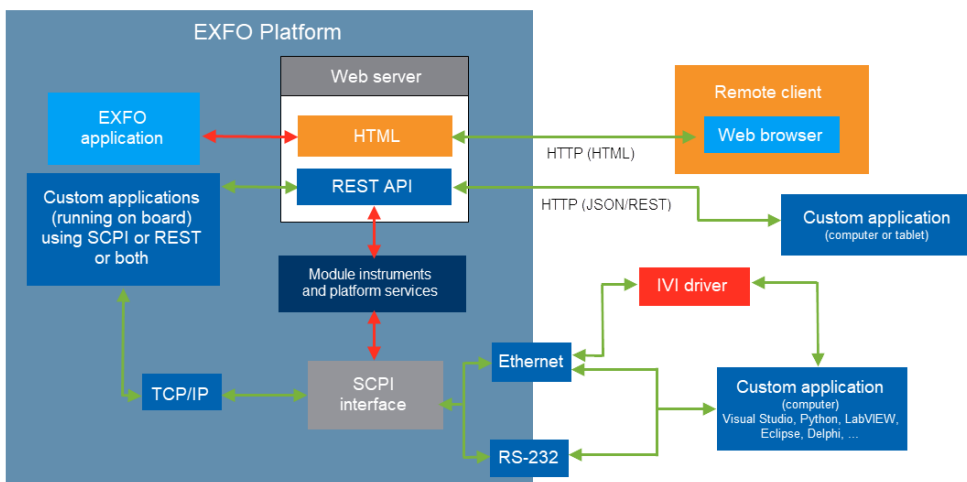 EXFO Platform
Web server
EXFO
application
HTML
Remote client
Web browser
HTTP (HTML)
REST API
Custom applications
(running on board)
using SCPI or REST
or both
HTTP (JSON/REST)
Custom application
(computer or tablet)
Module instruments
and platform services
IVI driver
Ethernet
TCP/IP
SCPI
interface
Custom application
(computer)
Visual Studio, Python, LabVIEW,
Eclipse, Delphi, ...
RS-232